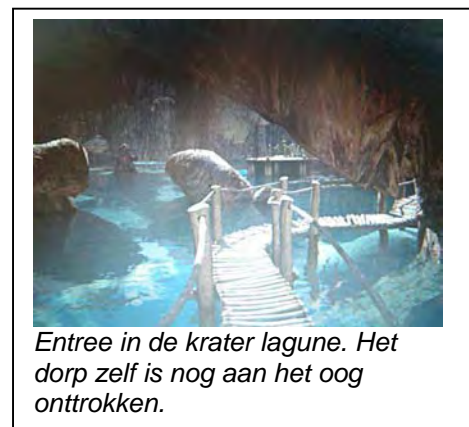 Entree in de krater lagune. Het
dorp zelf is nog aan het oog
onttrokken.